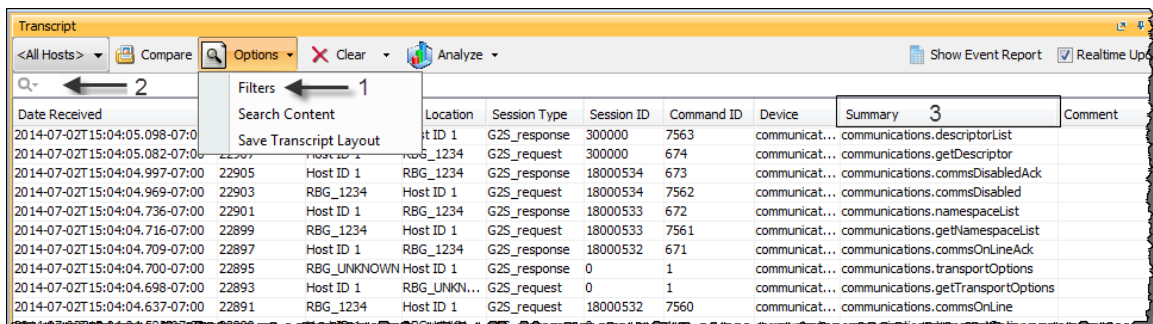 Transcript
<All Hosts> Compare Options Clear Analyze Show Event Report Realtime Upd
2
Filters 1
Search Content
Save Transcript Layout
Date Received Location Session Type Session ID Command ID Device Summary 3 Comment
2014-07-02T15:04:05.098-07:0 t ID 1 G2S_response 300000 7563 communicat... communications.descriptorList
2014-07-02T15:04:05.082-07:00 22907 Host ID 1 RBG_1234 G2S_request 300000 674 communicat... communications.getDescriptor
2014-07-02T15:04:04.997-07:00 22905 Host ID 1 RBG_1234 G2S_response 18000534 673 communicat... communications.commsDisabledAck
2014-07-02T15:04:04.969-07:00 22903 RBG_1234 Host ID 1 G2S_request 18000534 7562 communicat... communications.commsDisabled
2014-07-02T15:04:04.736-07:00 22901 Host ID 1 RBG_1234 G2S_response 18000533 672 communicat... communications.namespaceList
2014-07-02T15:04:04.716-07:00 22899 RBG_1234 Host ID 1 G2S_request 18000533 7561 communicat... communications.getNamespaceList
2014-07-02T15:04:04.709-07:00 22897 Host ID 1 RBG_1234 G2S_response 18000532 671 communicat... communications.commsOnLineAck
2014-07-02T15:04:04.700-07:00 22895 RBG_UNKNOWN Host ID 1 G2S_response 0 1 communicat... communications.transportOptions
2014-07-02T15:04:04.698-07:00 22893 Host ID 1 RBG_UNKN... G2S_request 0 1 communicat... communications.getTransportOptions
2014-07-02T15:04:04.637-07:00 22891 RBG_1234 Host ID 1 G2S_request 18000532 7560 communicat... communications.commsOnLine